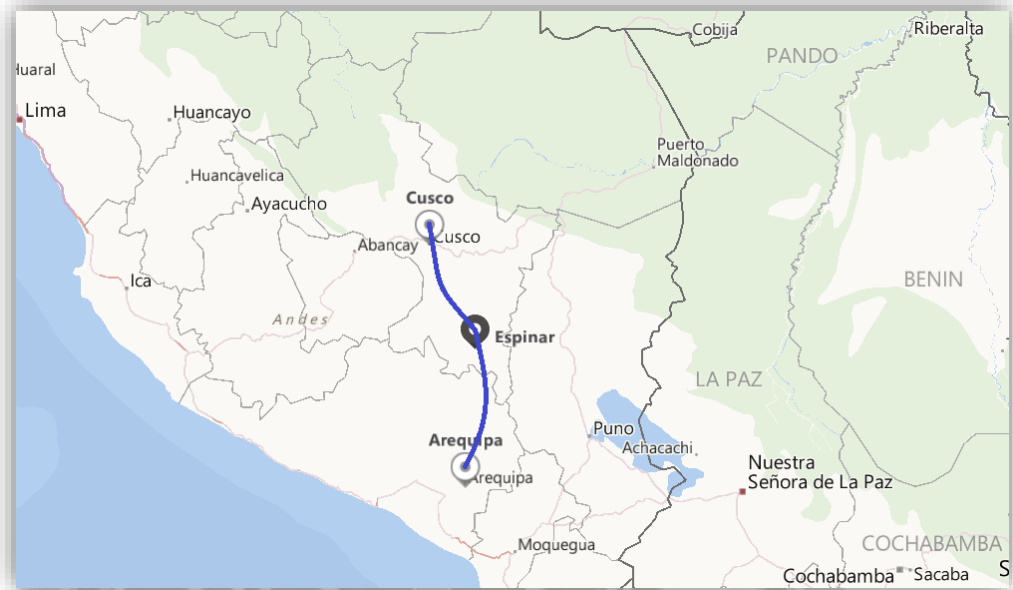 Cobija
Riberalta
PANDO
Huaral
Lima
Huancayo
Puerto
Maldonado
Huancavelica
Ayacucho
Cusco
Cusco
Abancay
Ica
BENIN
Andes
Espinar
LA PAZ
Puno
Arequipa
Achacachi
Nuestra
Señora de La Paz
Arequipa
Moquegua
COCHABAMBA
Cochabamba
Sacaba
S